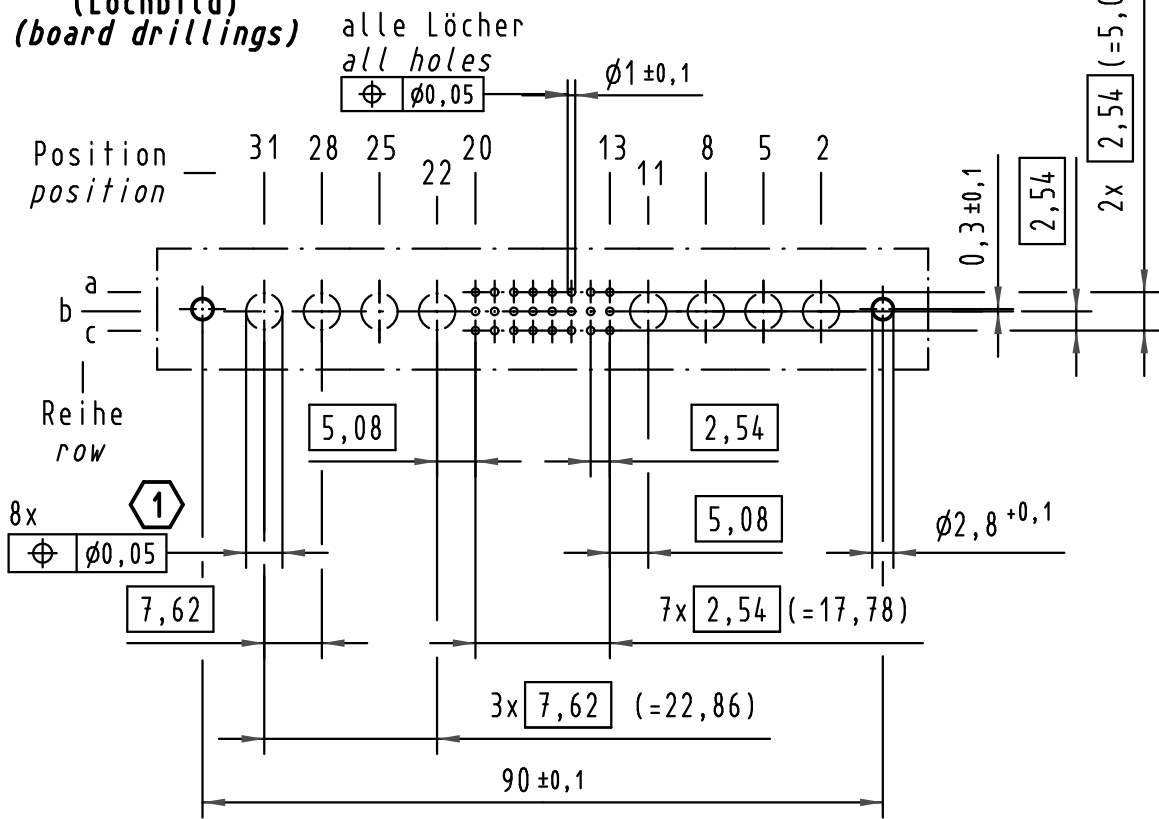 (Lochbild)
(board drillings)
alle Löcher
all holes
⌖ Ø0,05
Ø1 ±0,1
Position
position
31 28 25 22 20 13 11 8 5 2
0,3 ±0,1
2,54
2x 2,54 (=5,0
a
b
c
Reihe
row
5,08
2,54
8x
1
⌖ Ø0,05
5,08
Ø2,8 +0,1
7,62
7x 2,54 (=17,78)
3x 7,62 (=22,86)
90 ±0,1